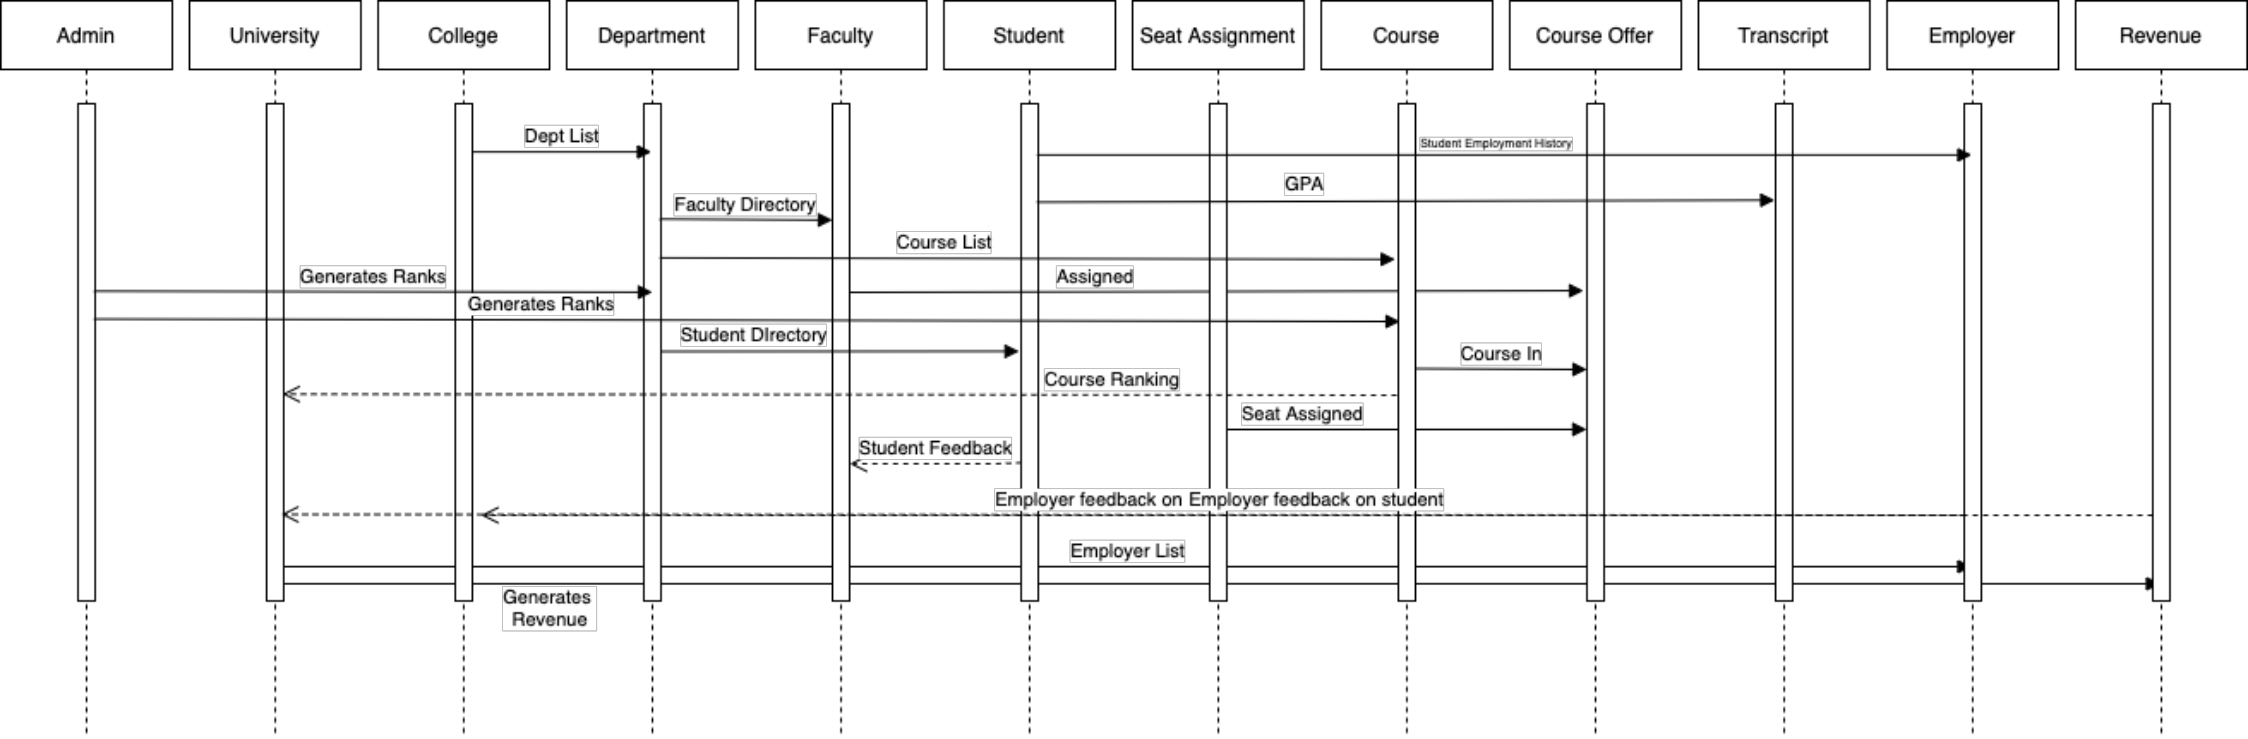 Admin
University
College
Department
Faculty
Student
Seat Assignment
Course
Course Offer
Transcript
Employer
Revenue
Dept List
Student Employment History
GPA
Faculty Directory
Course List
Generates Ranks
Assigned
Generates Ranks
Student DIrectory
Course In
Course Ranking
Seat Assigned
Student Feedback
Employer feedback on Employer feedback on student
Employer List
Generates
Revenue